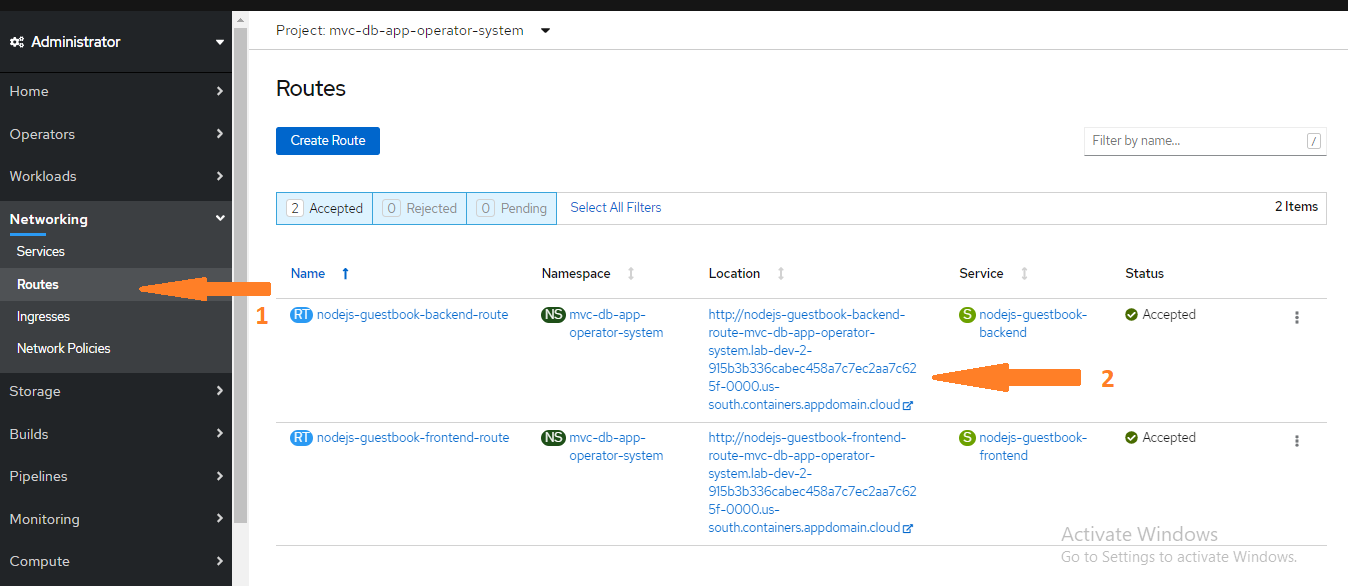 Administrator
Home
Operators
Workloads
Networking
Services
Routes
Ingresses
Network Policies
Storage
Builds
Pipelines
Monitoring
Compute
1
Project: mvc-db-app-operator-system
Routes
Create Route
Filter by name...
/
2 Accepted
0 Rejected
0 Pending
Select All Filters
2 Items
Name
Namespace
Location
Service
Status
RT nodejs-guestbook-backend-route
NS mvc-db-app-
operator-system
http://nodejs-guestbook-backend-
route-mvc-db-app-operator-
system.lab-dev-2-
915b3b336cabec458a7c7ec2aa7c62
5f-0000.us-
south.containers.appdomain.cloud
S nodejs-guestbook-
backend
Accepted
2
RT nodejs-guestbook-frontend-route
NS mvc-db-app-
operator-system
http://nodejs-guestbook-frontend-
route-mvc-db-app-operator-
system.lab-dev-2-
915b3b336cabec458a7c7ec2aa7c62
5f-0000.us-
south.containers.appdomain.cloud
S nodejs-guestbook-
frontend
Accepted
Activate Windows
Go to Settings to activate Windows.